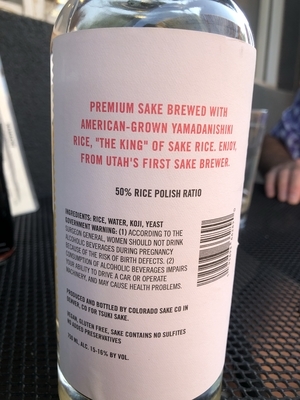 PREMIUM SAKE BREWED WITH
AMERICAN-GROWN YAMADANISHIKI
RICE, "THE KING" OF SAKE RICE. ENJOY,
FROM UTAH'S FIRST SAKE BREWER.
50% RICE POLISH RATIO
INGREDIENTS: RICE, WATER, KOJI, YEAST
GOVERNMENT WARNING: (1) ACCORDING TO THE
SURGEON GENERAL, WOMEN SHOULD NOT DRINK
ALCOHOLIC BEVERAGES DURING PREGNANCY
BECAUSE OF THE RISK OF BIRTH DEFECTS. (2)
CONSUMPTION OF ALCOHOLIC BEVERAGES IMPAIRS
YOUR ABILITY TO DRIVE A CAR OR OPERATE
MACHINERY, AND MAY CAUSE HEALTH PROBLEMS.
PRODUCED AND BOTTLED BY COLORADO SAKE CO IN
DENVER, CO FOR TSUKI SAKE.
VEGAN, GLUTEN FREE, SAKE CONTAINS NO SULFITES
NO ADDED PRESERVATIVES
ML. ALC. 15-16% BY VOL.